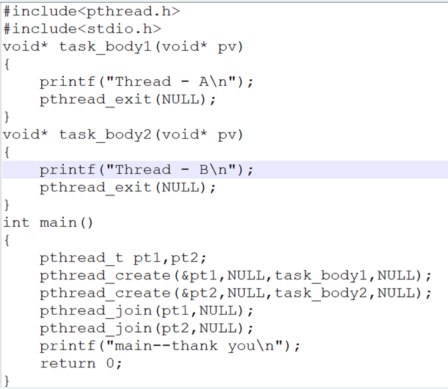 #include<pthread.h>
#include<stdio.h>
void* task_body1(void* pv)
{
    printf("Thread - A\n");
    pthread_exit(NULL);
}
void* task_body2(void* pv)
{
    printf("Thread - B\n");
    pthread_exit(NULL);
}
int main()
{
    pthread_t pt1,pt2;
    pthread_create(&pt1,NULL,task_body1,NULL);
    pthread_create(&pt2,NULL,task_body2,NULL);
    pthread_join(pt1,NULL);
    pthread_join(pt2,NULL);
    printf("main--thank you\n");
    return 0;
}